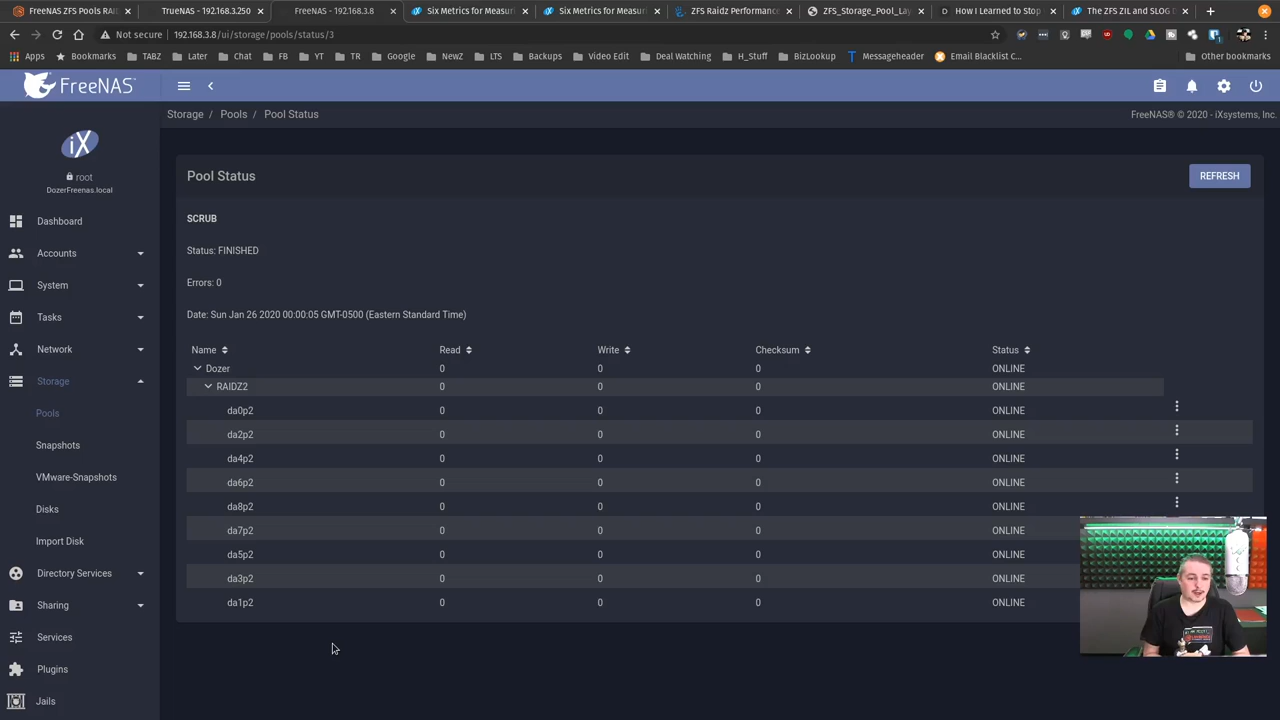 FreeNAS ZFS Pools RAI
TrueNAS - 192.168.3.250
FreeNAS - 192.168.3.8
Six Metrics for Measuri
Six Metrics for Measuri
ZFS Raidz Performance
ZFS_Storage_Pool_Lay
How I Learned to Stop
The ZFS ZIL and SLOG
Not secure | 192.168.3.8/ui/storage/pools/status/3
Apps
Bookmarks
TABZ
Later
Chat
FB
YT
TR
Google
NewZ
LTS
Backups
Video Edit
Deal Watching
H_Stuff
BizLookup
Messageheader
Email Blacklist C...
Other bookmarks
FreeNAS
Storage / Pools / Pool Status
FreeNAS® © 2020 - iXsystems, Inc.
iX
root
DozerFreenas.local
Dashboard
Accounts
System
Tasks
Network
Storage
Pools
Snapshots
VMware-Snapshots
Disks
Import Disk
Directory Services
Sharing
Services
Plugins
Jails
Pool Status
REFRESH
SCRUB
Status: FINISHED
Errors: 0
Date: Sun Jan 26 2020 00:00:05 GMT-0500 (Eastern Standard Time)
Name Read Write Checksum Status
Dozer 0 0 0 ONLINE
RAIDZ2 0 0 0 ONLINE
da0p2 0 0 0 ONLINE
da2p2 0 0 0 ONLINE
da4p2 0 0 0 ONLINE
da6p2 0 0 0 ONLINE
da8p2 0 0 0 ONLINE
da7p2 0 0 0 ONLINE
da5p2 0 0 0 ONLINE
da3p2 0 0 0 ONLINE
da1p2 0 0 0 ONLINE